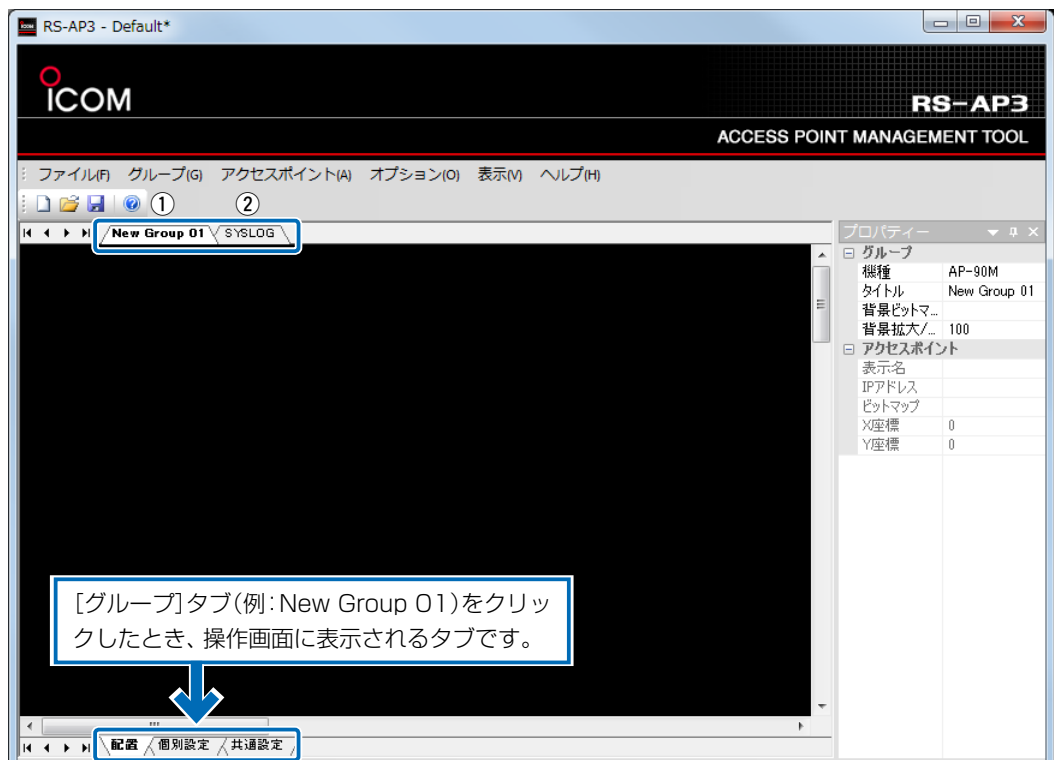 RS-AP3 - Default*
ICOM
RS-AP3
ACCESS POINT MANAGEMENT TOOL
ファイル(F) グループ(G) アクセスポイント(A) オプション(O) 表示(V) ヘルプ(H)
① ②
New Group 01 SYSLOG
プロパティー
グループ
機種 AP-90M
タイトル New Group 01
背景ビットマ...
背景拡大/... 100
アクセスポイント
表示名
IPアドレス
ビットマップ
X座標 0
Y座標 0
[グループ]タブ(例:New Group 01)をクリッ
クしたとき、操作画面に表示されるタブです。
配置 個別設定 共通設定